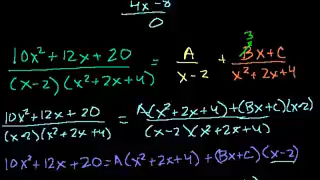 4x-8
0
10x²+12x+20 / (x-2)(x²+2x+4) = A / x-2 + Bx+C / x²+2x+4
3
10x²+12x+20 / (x-2)(x²+2x+4) = A(x²+2x+4)+(Bx+C)(x-2) / (x-2)(x²+2x+4)
10x²+12x+20=A(x²+2x+4)+(Bx+C)(x-2)